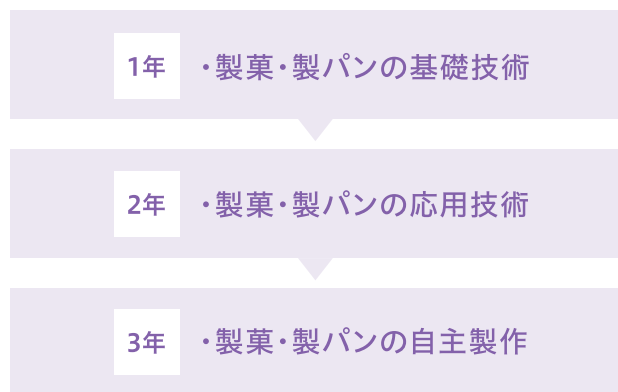 1年 ・製菓・製パンの基礎技術
2年 ・製菓・製パンの応用技術
3年 ・製菓・製パンの自主製作